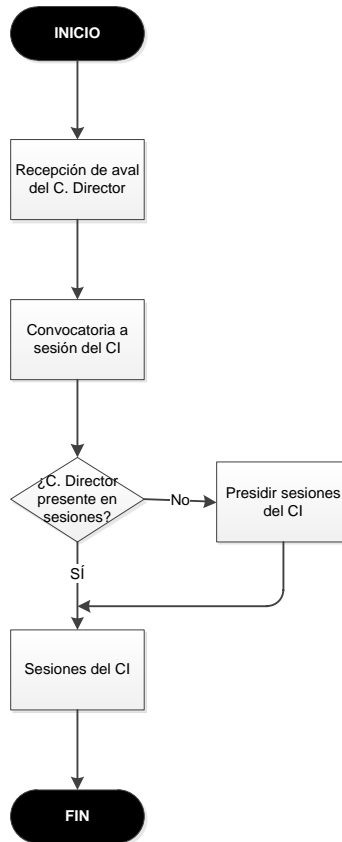 INICIO
Recepción de aval
del C. Director
Convocatoria a
sesión del CI
¿C. Director
presente en
sesiones?
No
Presidir sesiones
del CI
SÍ
Sesiones del CI
FIN